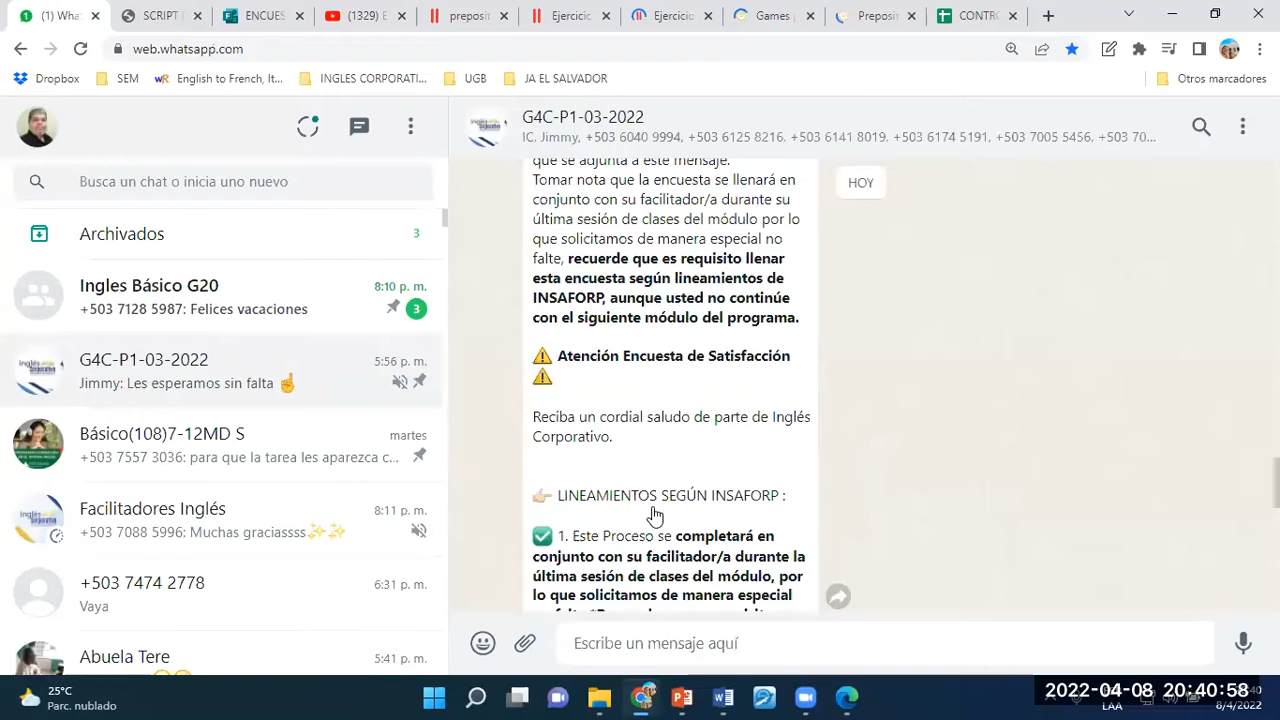 (1) Wha
SCRIPT
ENCUES
(1329) E
preposit
Ejercicic
Ejercicio
Games
Preposit
CONTR
web.whatsapp.com
Dropbox
SEM
English to French, It...
INGLES CORPORATI...
UGB
JA EL SALVADOR
Otros marcadores
G4C-P1-03-2022
IC, Jimmy, +503 6040 9994, +503 6125 8216, +503 6141 8019, +503 6174 5191, +503 7005 5456, +503 70...
Busca un chat o inicia uno nuevo
Archivados
3
Ingles Básico G20
8:10 p. m.
+503 7128 5987: Felices vacaciones
3
G4C-P1-03-2022
5:56 p. m.
Jimmy: Les esperamos sin falta ☝
Básico(108)7-12MD S
martes
+503 7557 3036: para que la tarea les aparezca c...
Facilitadores Inglés
8:11 p. m.
+503 7088 5996: Muchas graciassss✨✨
+503 7474 2778
6:31 p. m.
Vaya
Abuela Tere
5:41 p. m.
que se adjunta a este mensaje.
Tomar nota que la encuesta se llenará en
conjunto con su facilitador/a durante su
última sesión de clases del módulo por lo
que solicitamos de manera especial no
falte, recuerde que es requisito llenar
esta encuesta según lineamientos de
INSAFORP, aunque usted no continúe
con el siguiente módulo del programa.
⚠ Atención Encuesta de Satisfacción
⚠
Reciba un cordial saludo de parte de Inglés
Corporativo.
👉 LINEAMIENTOS SEGÚN INSAFORP :
✅ 1. Este Proceso se completará en
conjunto con su facilitador/a durante la
última sesión de clases del módulo, por
lo que solicitamos de manera especial
HOY
Escribe un mensaje aquí
25°C
Parc. nublado
2022-04-08 20:40:58
LAA
8/4/2022